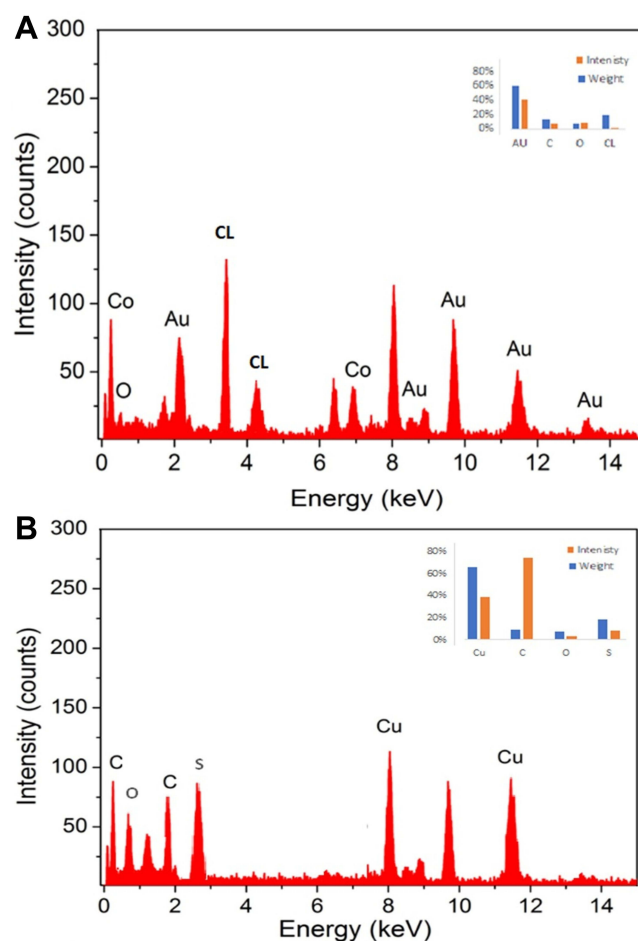 A
300
250
200
150
100
50
Intensity (counts)
Intenisty
Weight
80%
60%
40%
20%
0%
AU C O CL
Co
O
Au
CL
CL
Co
Au
Au
Au
Au
0 2 4 6 8 10 12 14
Energy (keV)
B
300
250
200
150
100
50
Intensity (counts)
Intenisty
Weight
80%
60%
40%
20%
0%
Cu C O S
C
O
C
S
Cu
Cu
0 2 4 6 8 10 12 14
Energy (keV)